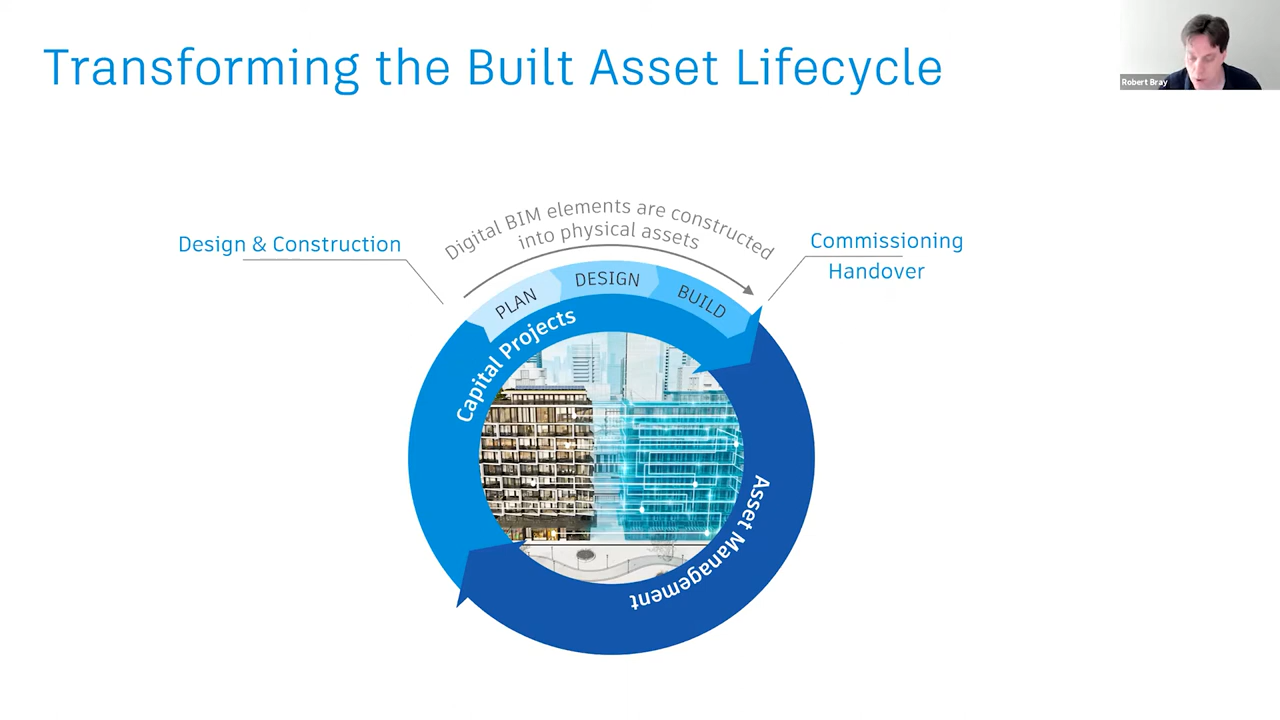 Transforming the Built Asset Lifecycle
Robert Bray
Digital BIM elements are constructed
into physical assets
Design & Construction
Commissioning
Handover
PLAN
DESIGN
BUILD
Capital Projects
Asset Management